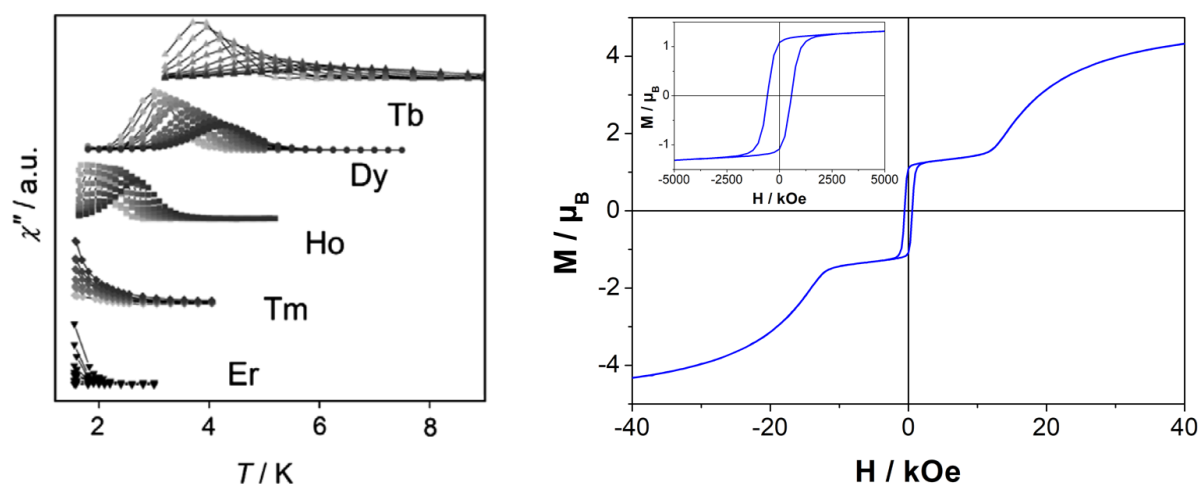 χ″ / a.u.
Tb
Dy
Ho
Tm
Er
2
4
6
8
T / K
M / μB
4
2
0
-2
-4
-40
-20
0
20
40
H / kOe
M / μB
1
0
-1
-5000
-2500
0
2500
5000
H / kOe